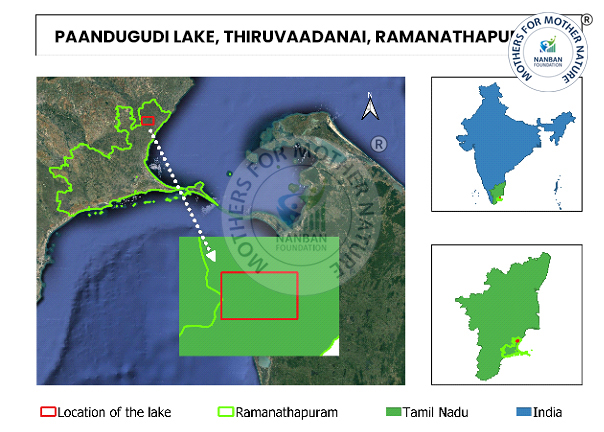 PAANDUGUDI LAKE, THIRUVAADANAI, RAMANATHAPU
MOTHERS FOR MOTHER NATURE
NANBAN
FOUNDATION
®
N
®
MOTHERS FOR MOTHER NATURE
NANBAN
FOUNDATION
Location of the lake
Ramanathapuram
Tamil Nadu
India